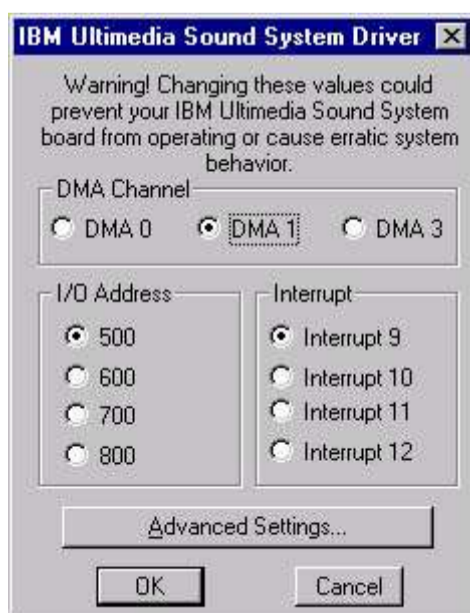 IBM Ultimedia Sound System Driver
Warning! Changing these values could
prevent your IBM Ultimedia Sound System
board from operating or cause erratic system
behavior.
DMA Channel
DMA 0 DMA 1 DMA 3
I/O Address
500
600
700
800
Interrupt
Interrupt 9
Interrupt 10
Interrupt 11
Interrupt 12
Advanced Settings...
OK Cancel